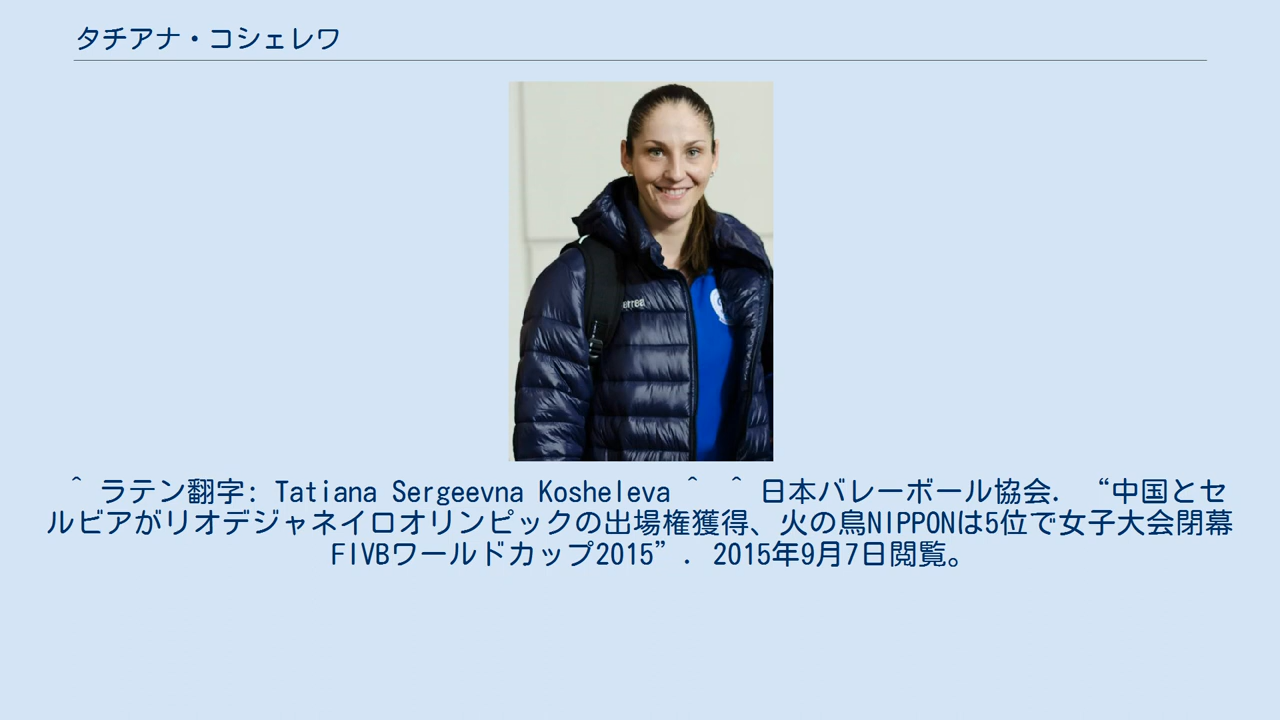 タチアナ・コシェレワ
errea
^ ラテン翻字: Tatiana Sergeevna Kosheleva ^ ^ 日本バレーボール協会. “中国とセ
ルビアがリオデジャネイロオリンピックの出場権獲得、火の鳥NIPPONは5位で女子大会閉幕
FIVBワールドカップ2015”. 2015年9月7日閲覧。